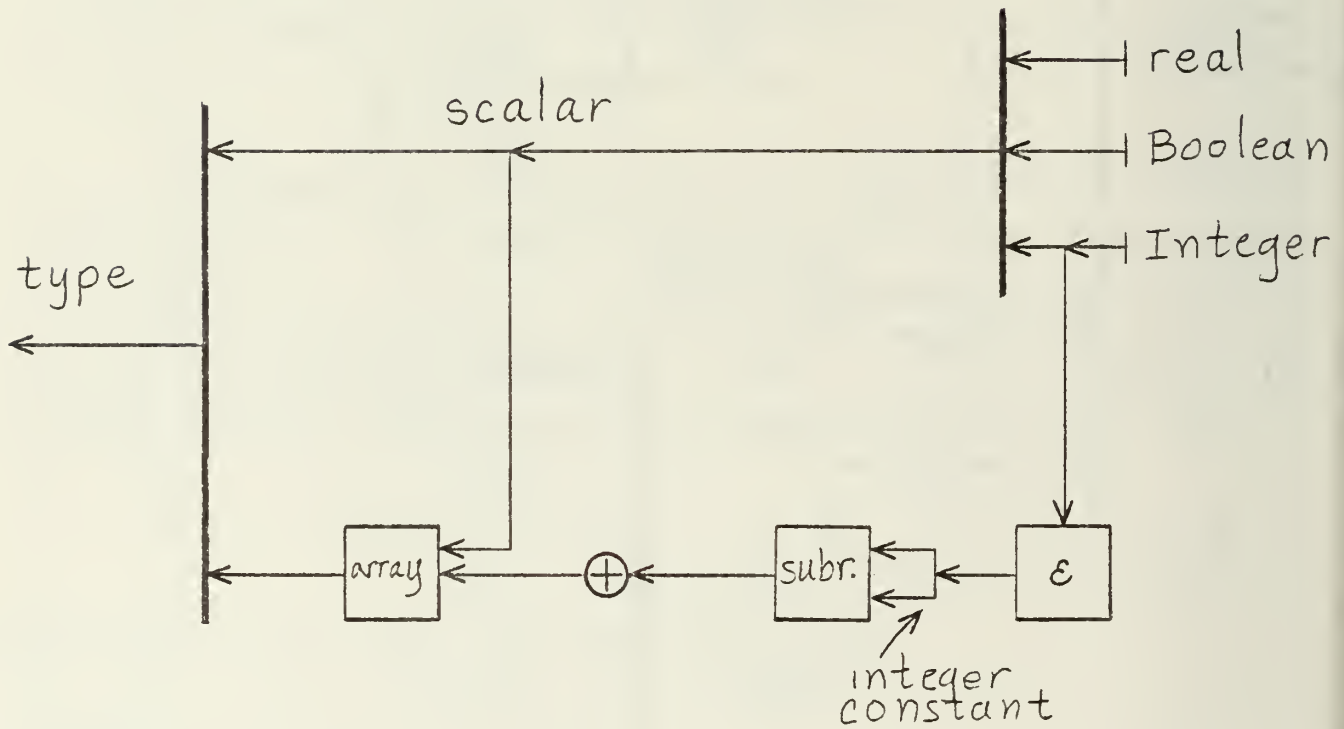 real
scalar
Boolean
Integer
type
array
+
subr.
ε
integer
constant